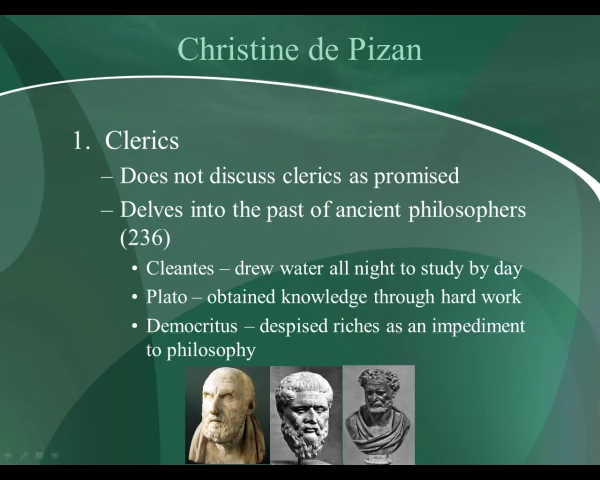 Christine de Pizan
1. Clerics
– Does not discuss clerics as promised
– Delves into the past of ancient philosophers
(236)
• Cleantes – drew water all night to study by day
• Plato – obtained knowledge through hard work
• Democritus – despised riches as an impediment
to philosophy